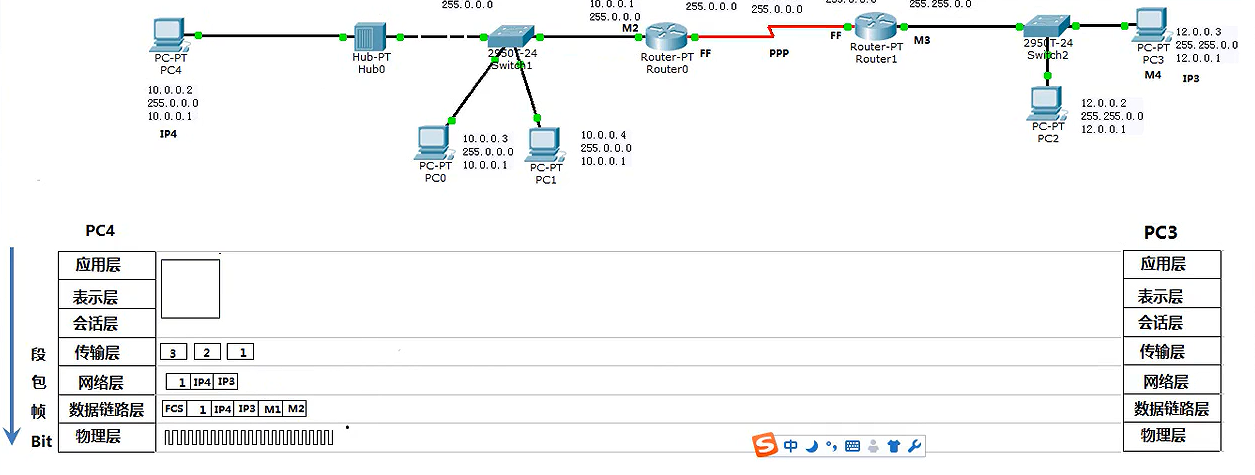 255.0.0.0
10.0.0.1
255.0.0.0
M2
255.0.0.0
255.0.0.0
255.0.0.0
255.255.0.0
PC-PT
PC4
10.0.0.2
255.0.0.0
10.0.0.1
IP4
Hub-PT
Hub0
2950T-24
Switch1
Router-PT
Router0
FF
PPP
FF
Router-PT
Router1
M3
2950T-24
Switch2
PC-PT
PC3
M4
12.0.0.3
255.255.0.0
12.0.0.1
IP3
PC-PT
PC0
10.0.0.3
255.0.0.0
10.0.0.1
PC-PT
PC1
10.0.0.4
255.0.0.0
10.0.0.1
PC-PT
PC2
12.0.0.2
255.255.0.0
12.0.0.1
PC4
PC3
应用层
应用层
表示层
表示层
会话层
会话层
段 传输层 3 2 1
传输层
包 网络层 1 IP4 IP3
网络层
帧 数据链路层 FCS 1 IP4 IP3 M1 M2
数据链路层
Bit 物理层
物理层
S 中